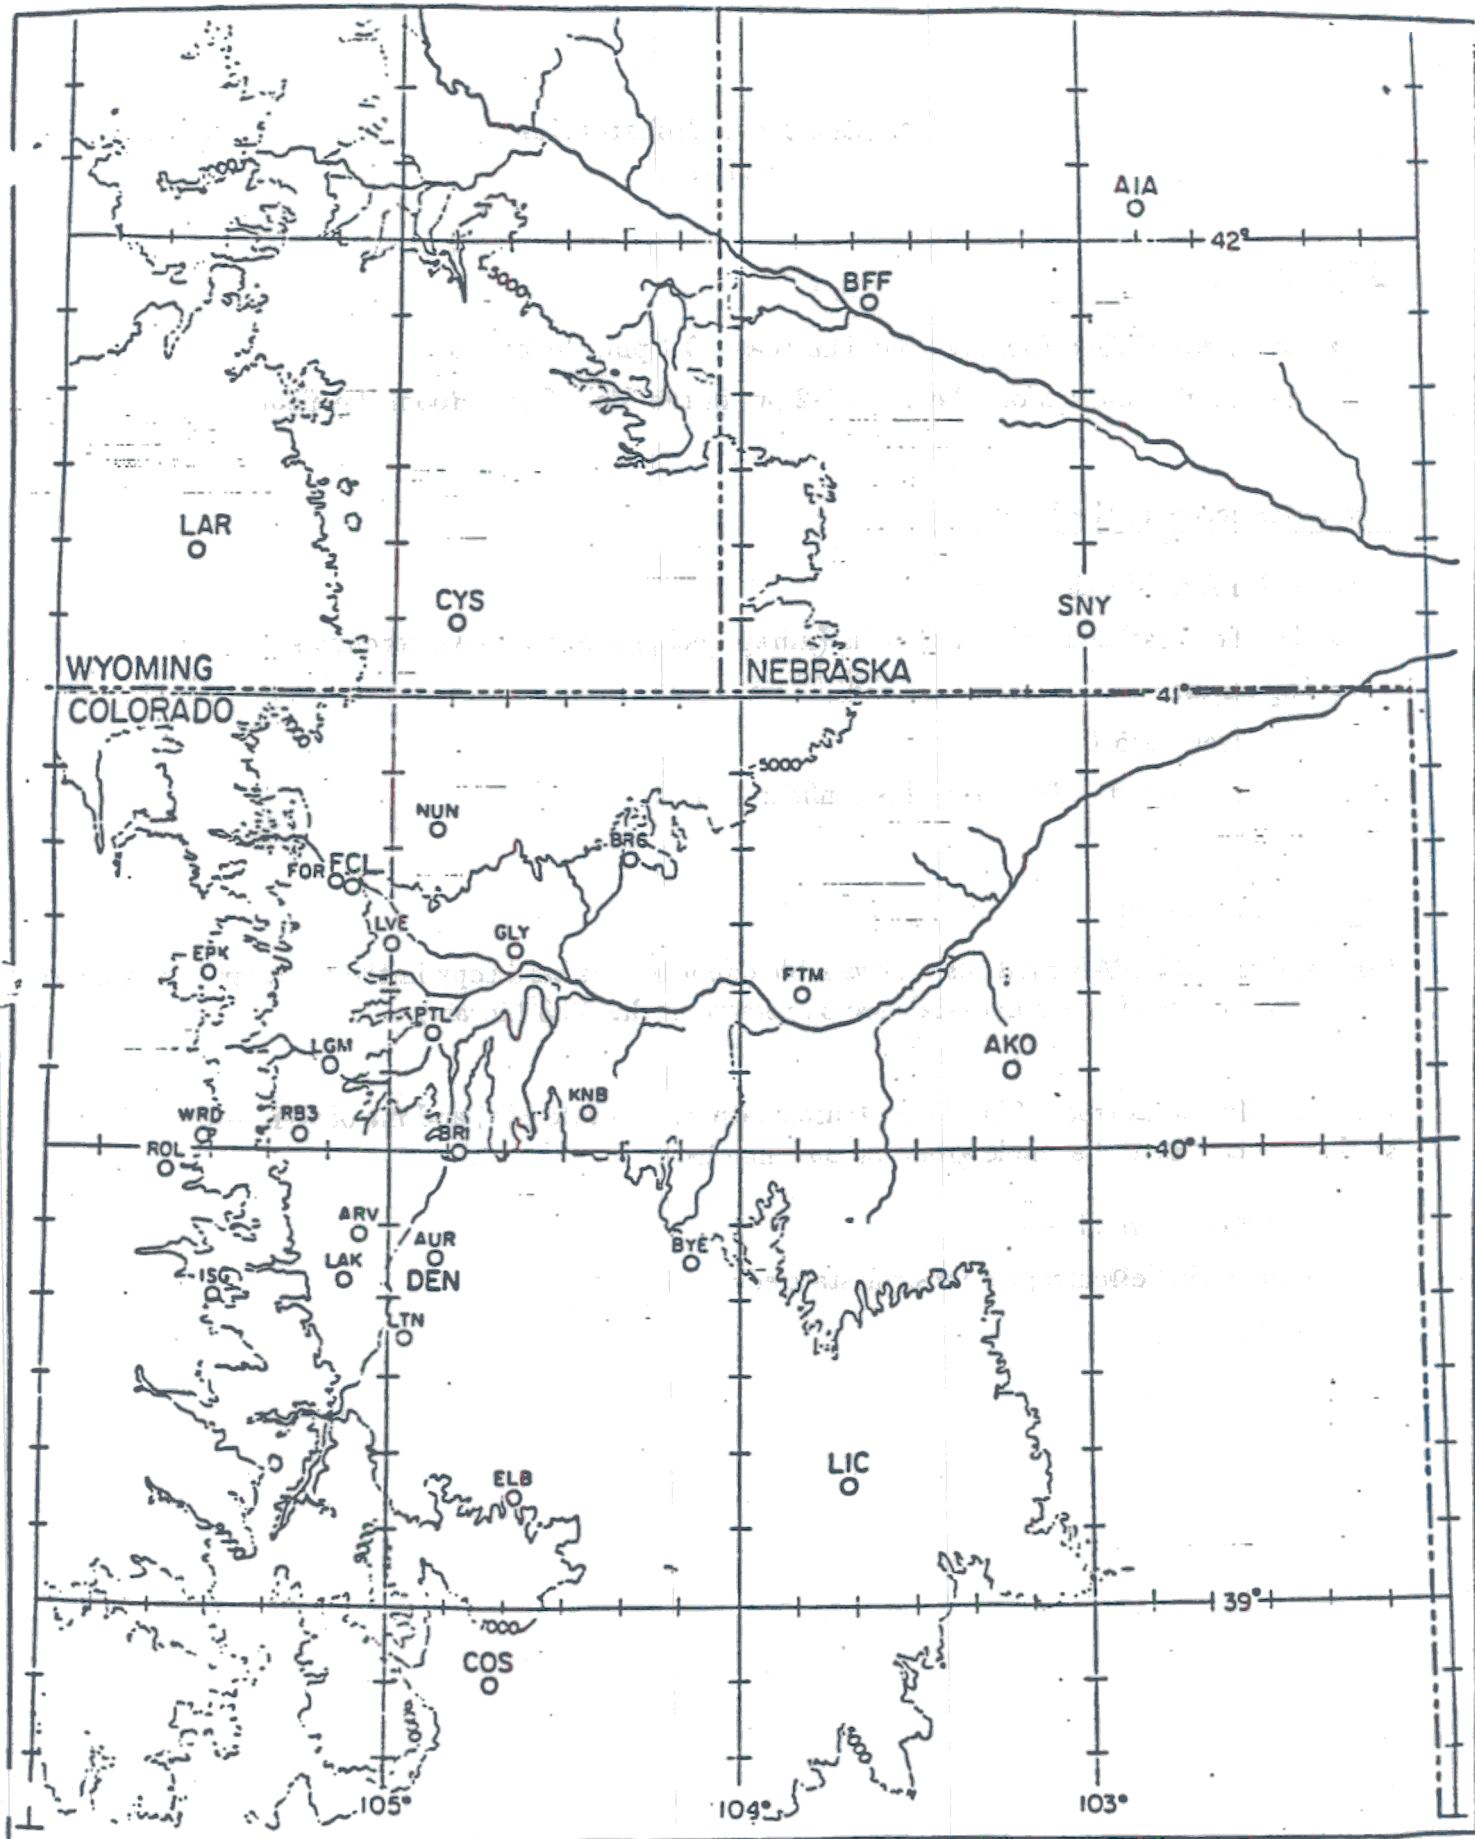 AIA
42°
BFF
5000
LAR
CYS
SNY
WYOMING
NEBRASKA
41°
COLORADO
5000
NUN
BRG
FOR
FCL
LVE
GLY
EPK
FTM
PTL
LGM
AKO
KNB
WRD
RB3
BRI
ROL
40°
ARV
AUR
BYE
LAK
ISG
DEN
LTN
LIC
ELB
39°
7000
COS
105°
104°
103°